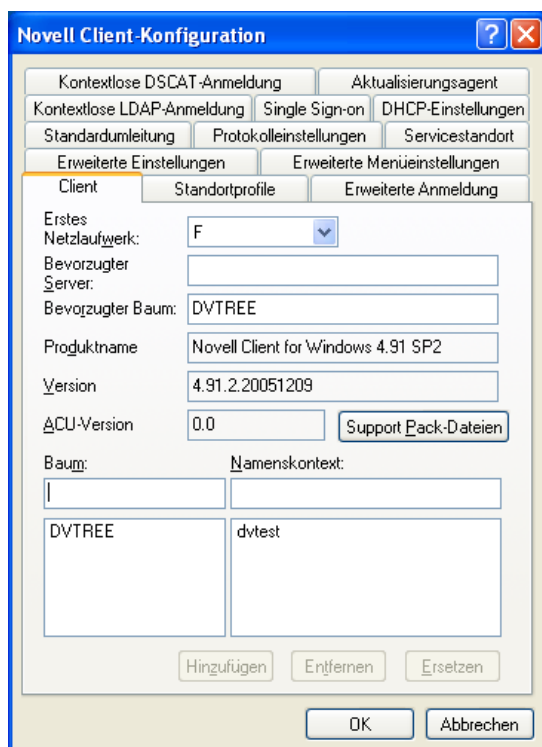 Novell Client-Konfiguration
Kontextlose DSCAT-Anmeldung Aktualisierungsagent
Kontextlose LDAP-Anmeldung Single Sign-on DHCP-Einstellungen
Standardumleitung Protokolleinstellungen Servicestandort
Erweiterte Einstellungen Erweiterte Menüeinstellungen
Client Standortprofile Erweiterte Anmeldung
Erstes
Netzlaufwerk: F
Bevorzugter
Server:
Bevorzugter Baum: DVTREE
Produktname Novell Client for Windows 4.91 SP2
Version 4.91.2.20051209
ACU-Version 0.0 Support Pack-Dateien
Baum: Namenskontext:
DVTREE dvtest
Hinzufügen Entfernen Ersetzen
OK Abbrechen